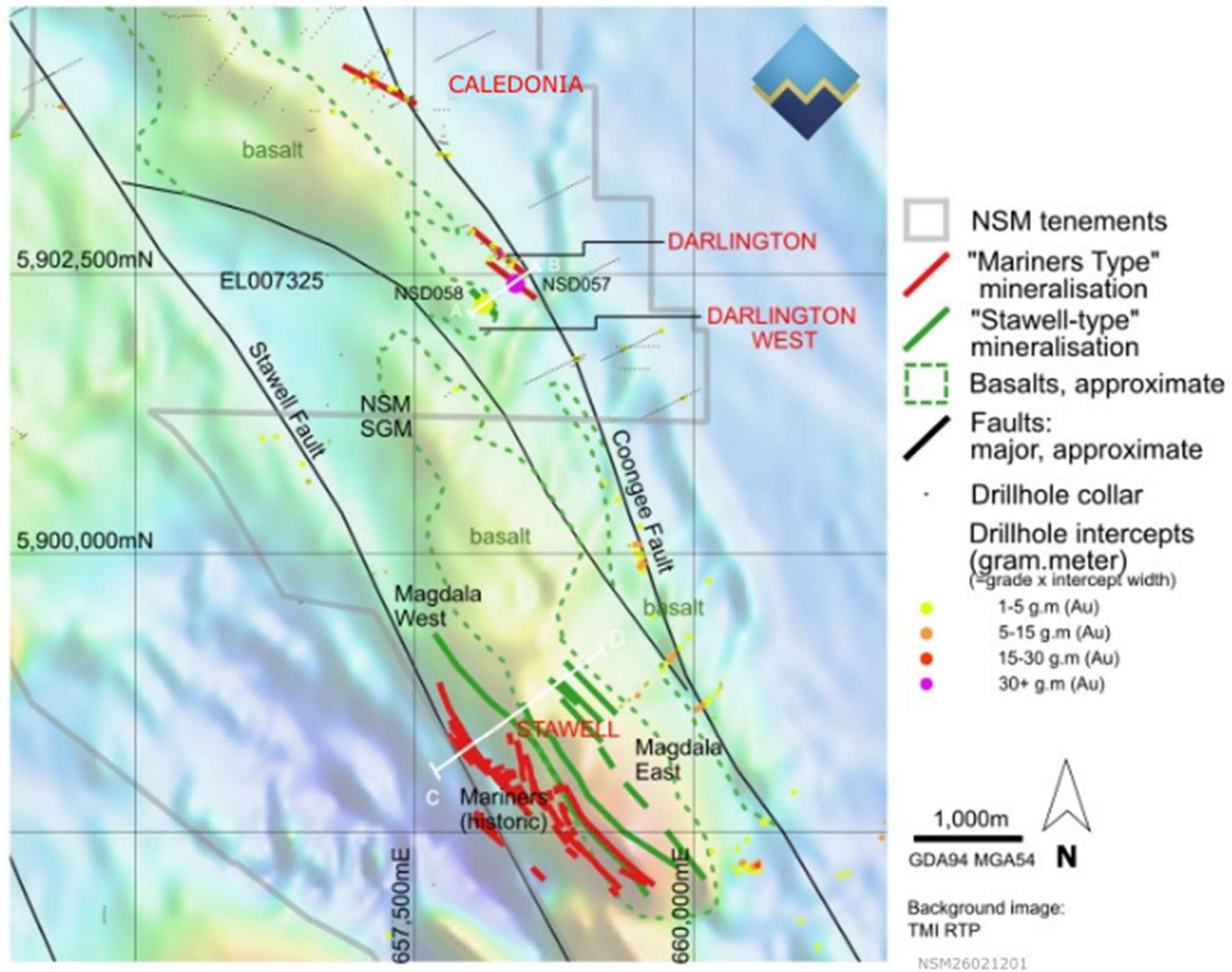 CALEDONIA
basalt
DARLINGTON
5,902,500mN
EL007325
B
NSD058
NSD057
A
DARLINGTON
WEST
Stawell Fault
NSM
SGM
Coongee Fault
basalt
5,900,000mN
Magdala
West
basalt
D
STAWELL
Magdala
East
C
Mariners
(historic)
657,500mE
660,000mE
NSM tenements
"Mariners Type"
mineralisation
"Stawell-type"
mineralisation
Basalts, approximate
Faults:
major, approximate
Drillhole collar
Drillhole intercepts
(gram.meter)
(=grade x intercept width)
1-5 g.m (Au)
5-15 g.m (Au)
15-30 g.m (Au)
30+ g.m (Au)
1,000m
GDA94 MGA54
N
Background image:
TMI RTP
NSM26021201